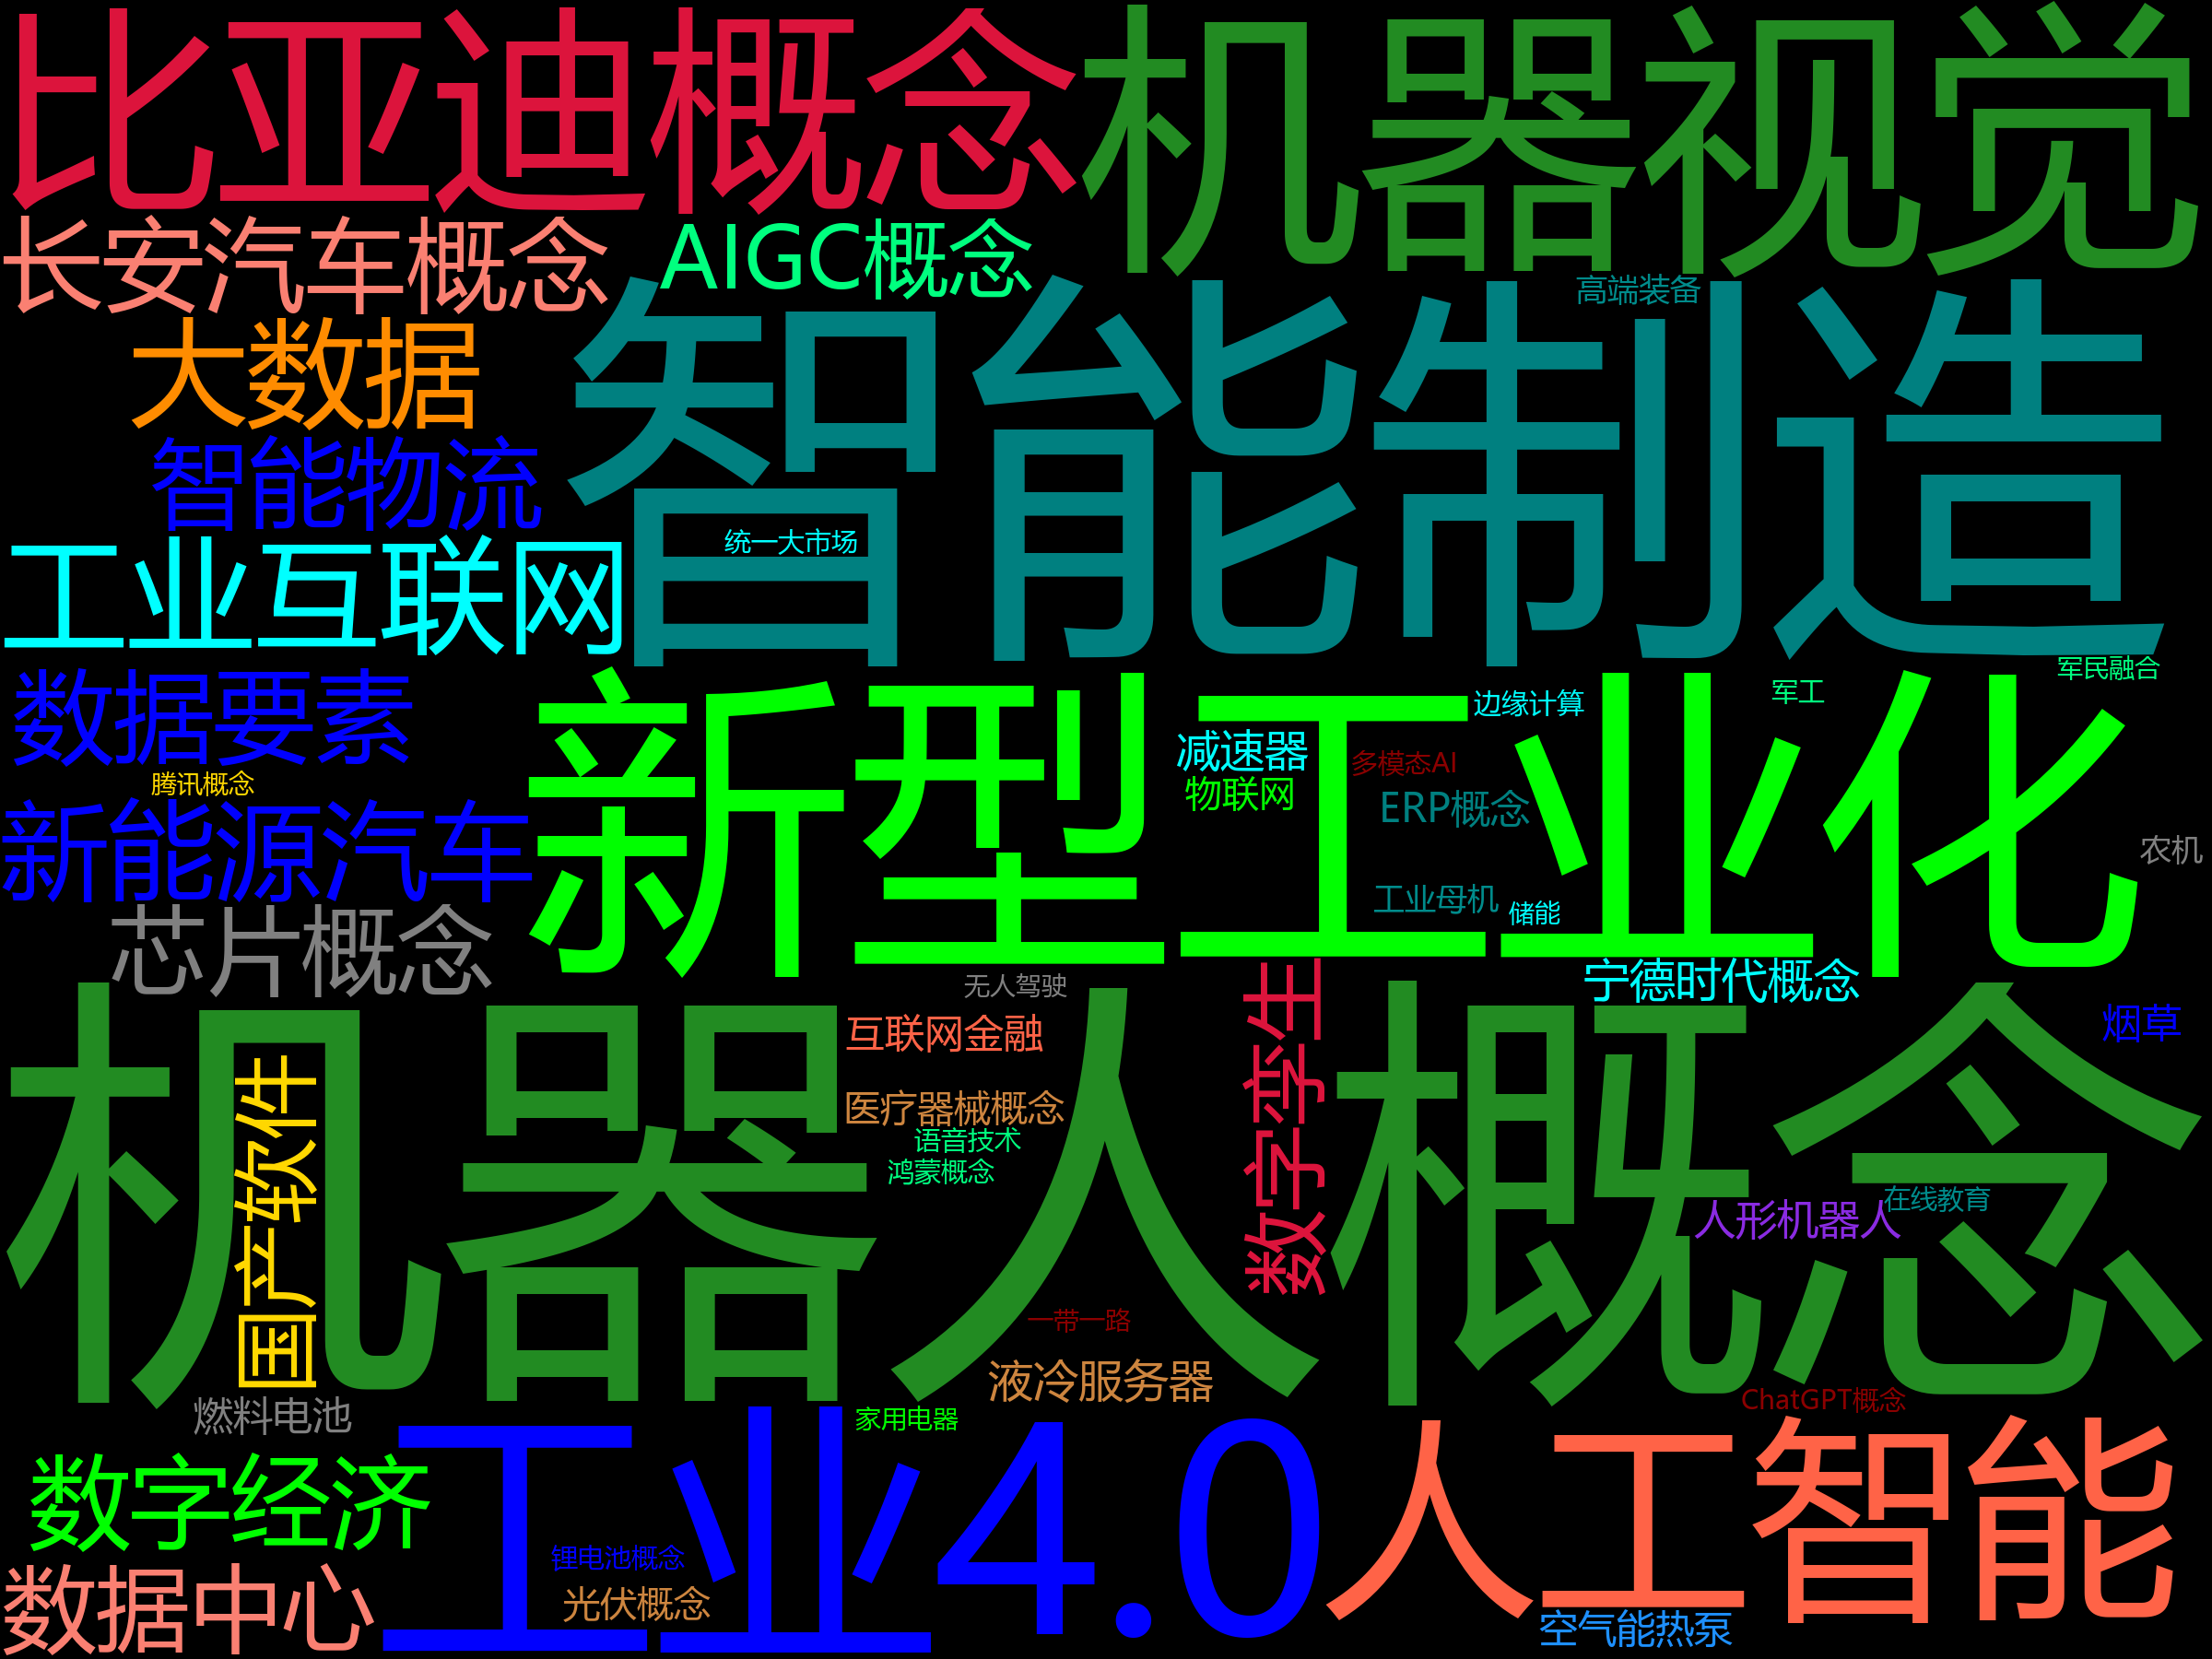 比亚迪概念
机器视觉
长安汽车概念
AIGC概念
高端装备
大数据
智能制造
智能物流
统一大市场
工业互联网
新型工业化
数据要素
军民融合
军工
边缘计算
减速器
多模态AI
物联网
腾讯概念
ERP概念
新能源汽车
农机
工业母机
储能
芯片概念
无人驾驶
宁德时代概念
机器人概念
互联网金融
数字孪生
烟草
国产软件
医疗器械概念
语音技术
鸿蒙概念
在线教育
人形机器人
一带一路
液冷服务器
ChatGPT概念
燃料电池
家用电器
工业4.0
人工智能
数字经济
锂电池概念
数据中心
光伏概念
空气能热泵